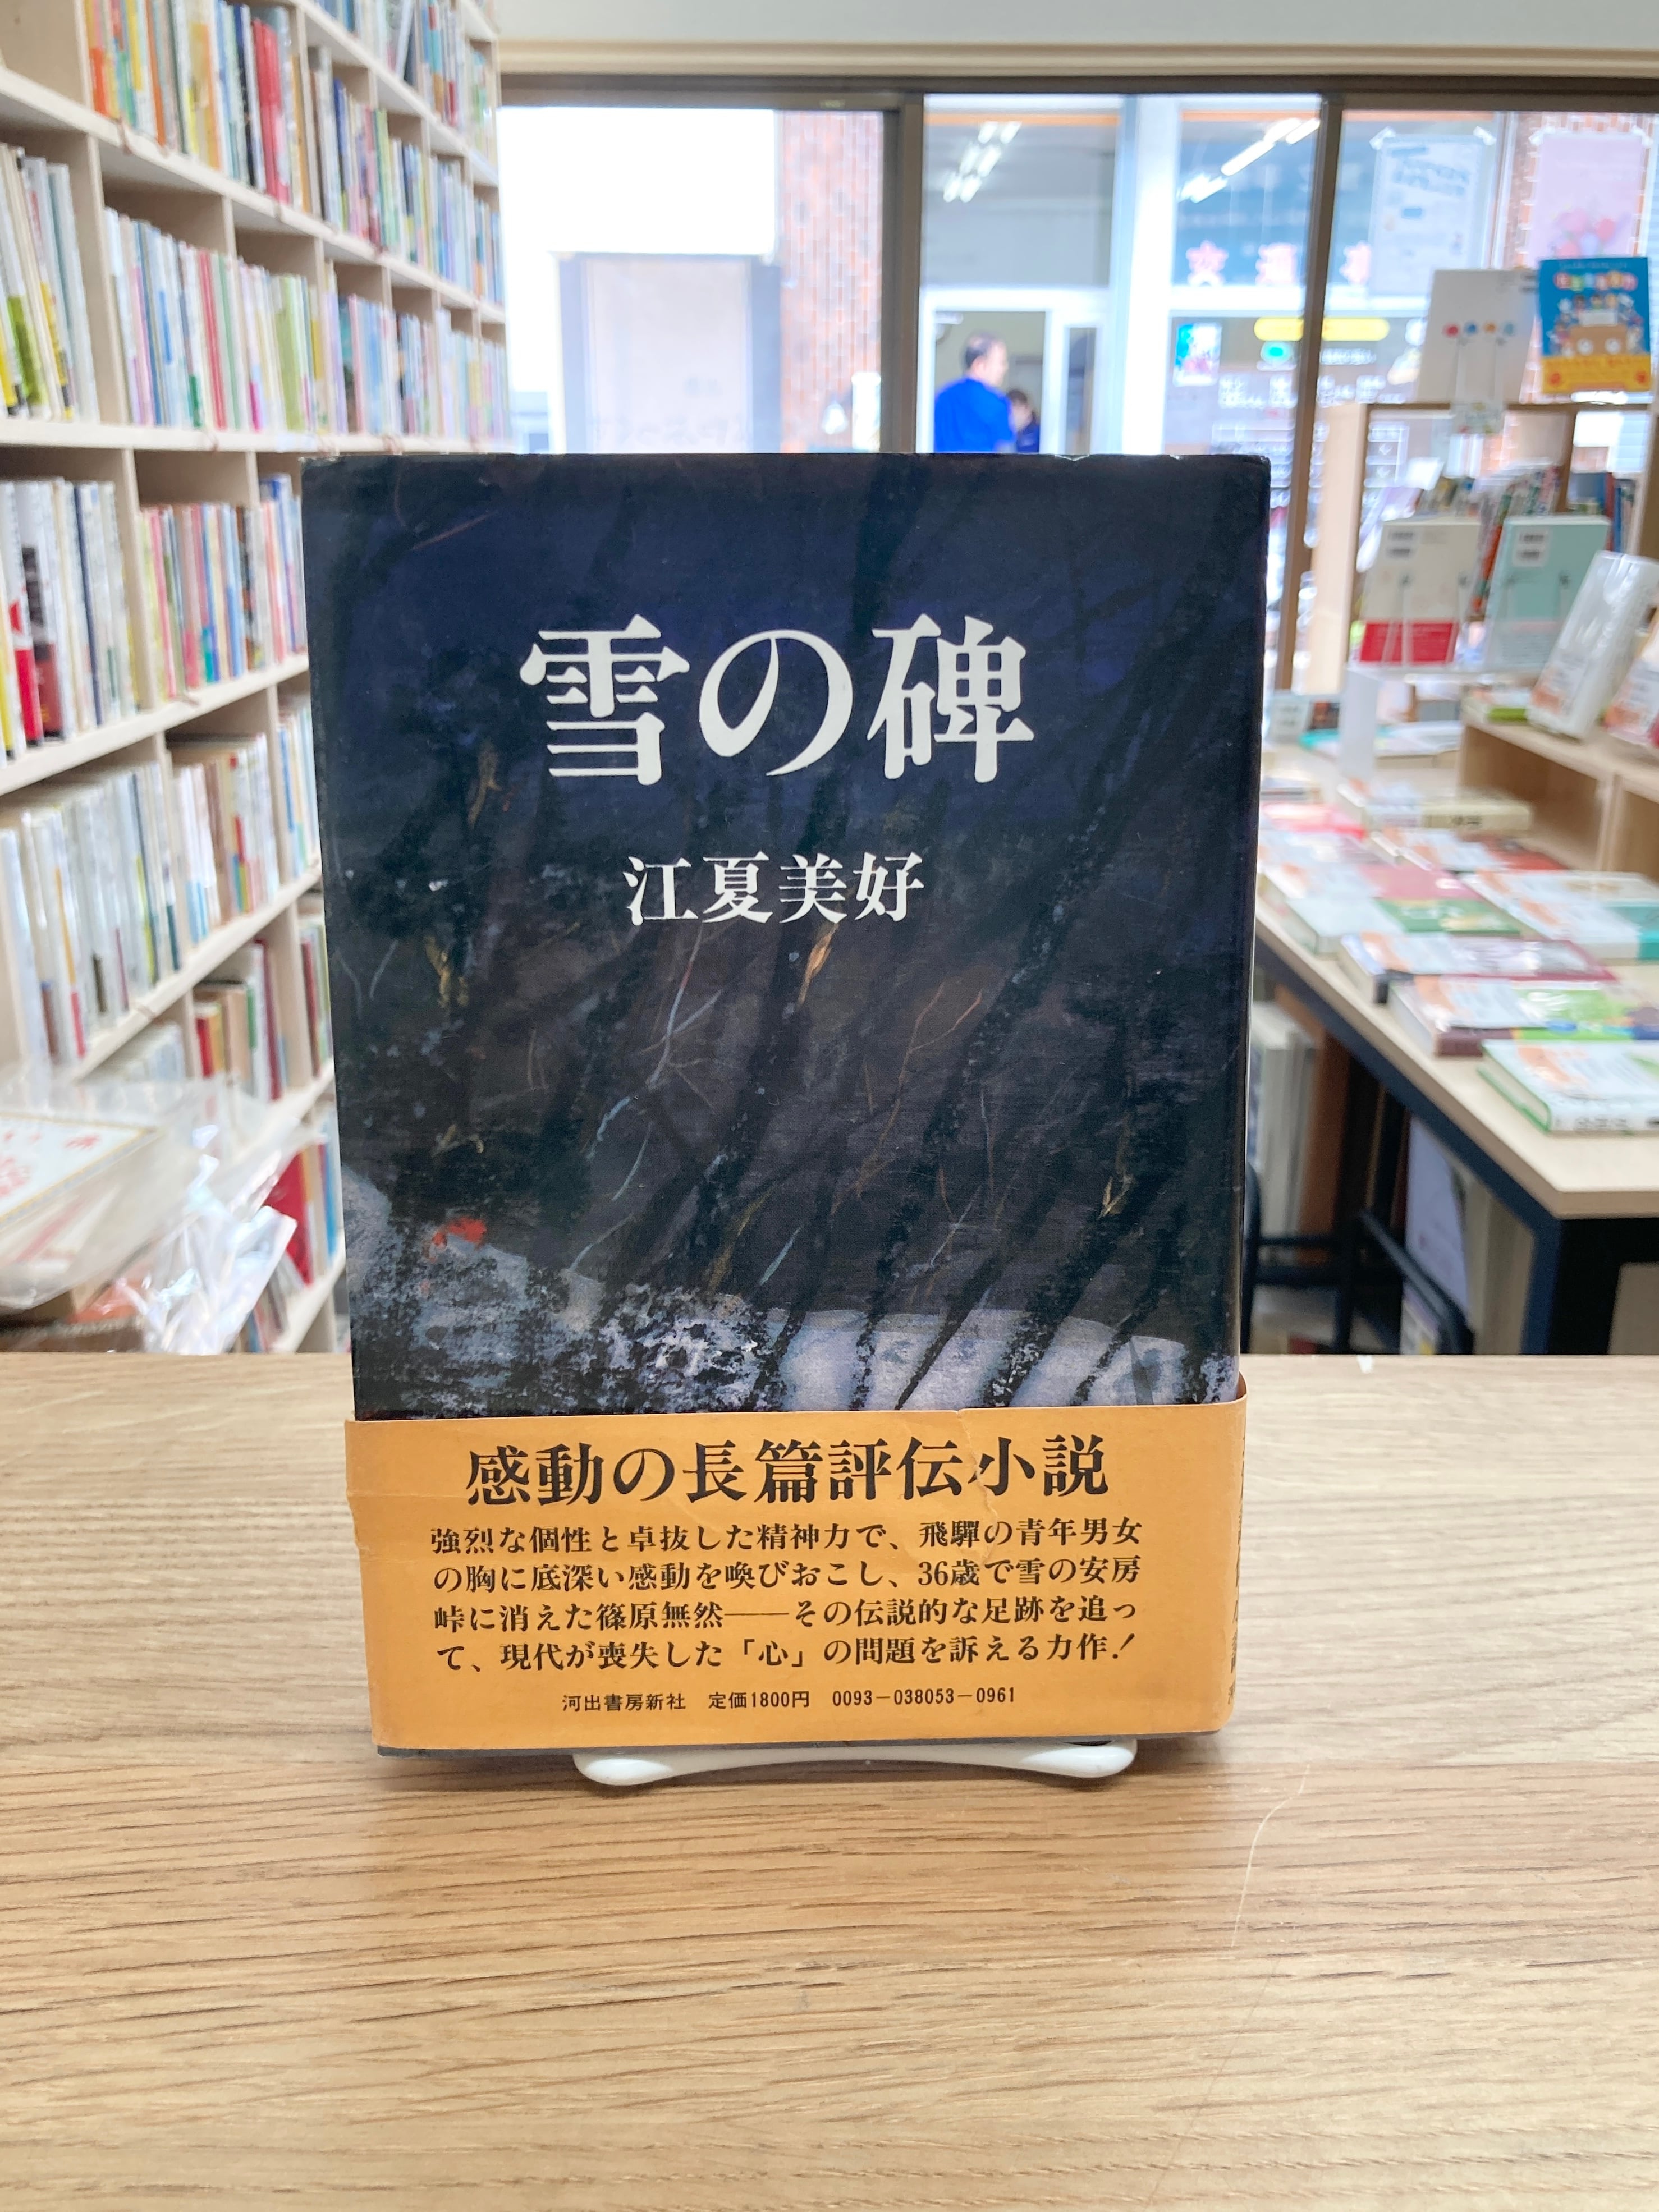 雪の碑
江夏美好
感動の長篇評伝小説
強烈な個性と卓抜した精神力で、飛驒の青年男女
の胸に底深い感動を喚びおこし、36歳で雪の安房
峠に消えた篠原無然――その伝説的な足跡を追っ
て、現代が喪失した「心」の問題を訴える力作!
河出書房新社 定価1800円 0093-038053-0961